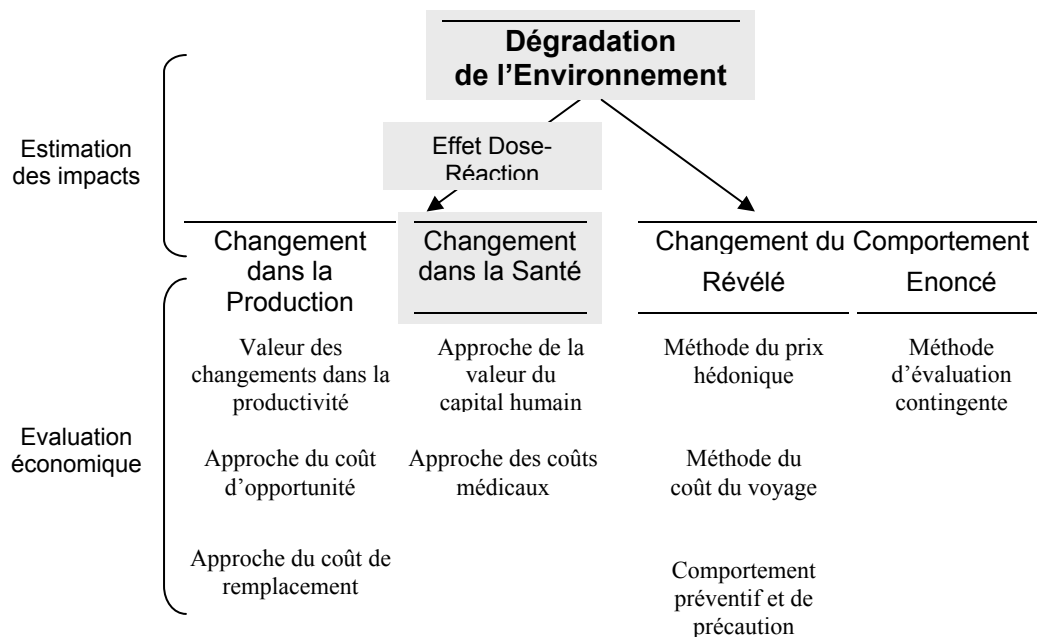 Dégradation
de l'Environnement
Effet Dose-
Réaction
Estimation
des impacts
Changement
dans la
Production
Changement
dans la Santé
Changement du Comportement
Révélé
Enoncé
Evaluation
économique
Valeur des
changements dans la
productivité
Approche du coût
d'opportunité
Approche du coût de
remplacement
Approche de la
valeur du
capital humain
Approche des coûts
médicaux
Méthode du prix
hédonique
Méthode du
coût du voyage
Comportement
préventif et de
précaution
Méthode
d'évaluation
contingente